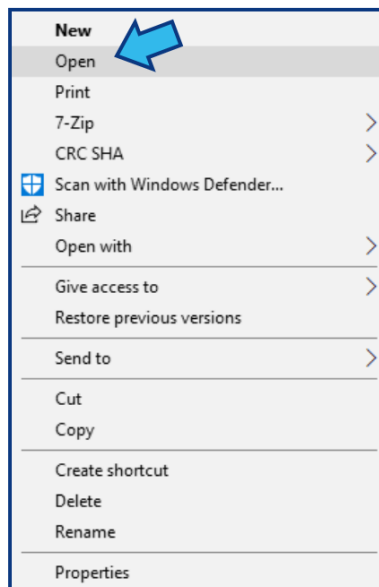 New
Open
Print
7-Zip
CRC SHA
Scan with Windows Defender...
Share
Open with
Give access to
Restore previous versions
Send to
Cut
Copy
Create shortcut
Delete
Rename
Properties